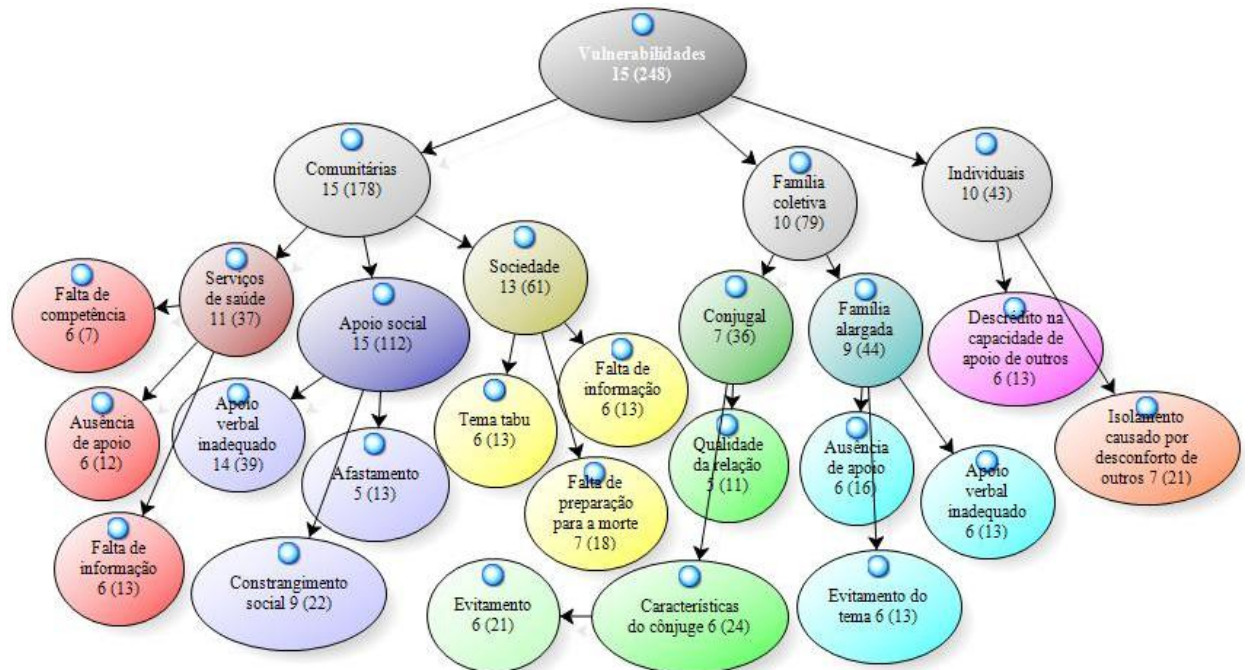 Vulnerabilidades
15 (248)
Comunitárias
15 (178)
Família
coletiva
10 (79)
Individuais
10 (43)
Serviços
de saúde
11 (37)
Apoio social
15 (112)
Sociedade
13 (61)
Conjugal
7 (36)
Família
alargada
9 (44)
Descrédito na
capacidade de
apoio de outros
6 (13)
Isolamento
causado por
desconforto de
outros 7 (21)
Falta de
competência
6 (7)
Ausência
de apoio
6 (12)
Falta de
informação
6 (13)
Apoio
verbal
inadequado
14 (39)
Afastamento
5 (13)
Constrangimento
social 9 (22)
Tema tabu
6 (13)
Falta de
informação
6 (13)
Falta de
preparação
para a morte
7 (18)
Qualidade
da relação
5 (11)
Características
do cônjuge 6 (24)
Evitamento
6 (21)
Ausência
de apoio
6 (16)
Apoio
verbal
inadequado
6 (13)
Evitamento do
tema 6 (13)